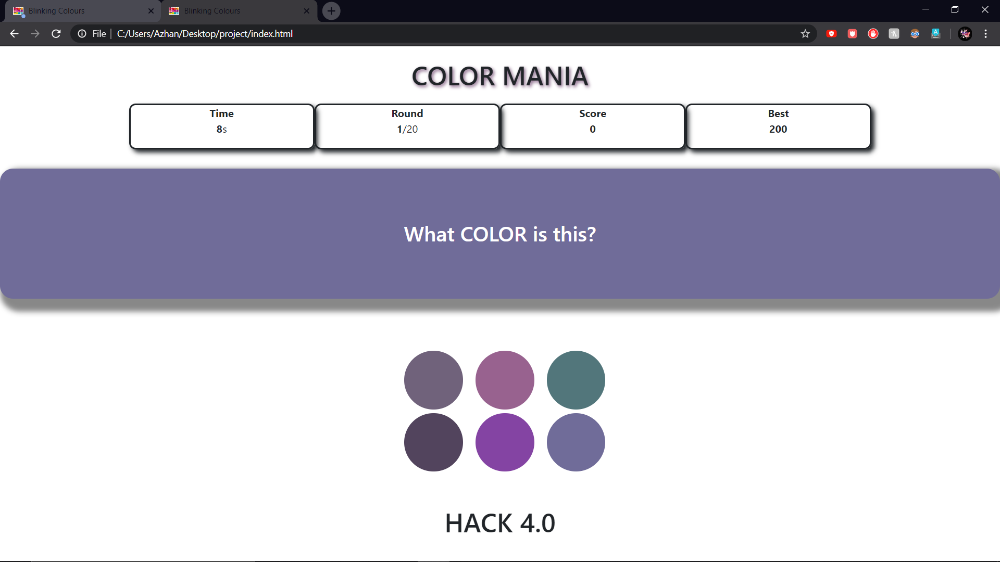 Blinking Colours
Blinking Colours
File | C:/Users/Azhan/Desktop/project/index.html
COLOR MANIA
Time
8s
Round
1/20
Score
0
Best
200
What COLOR is this?
HACK 4.0